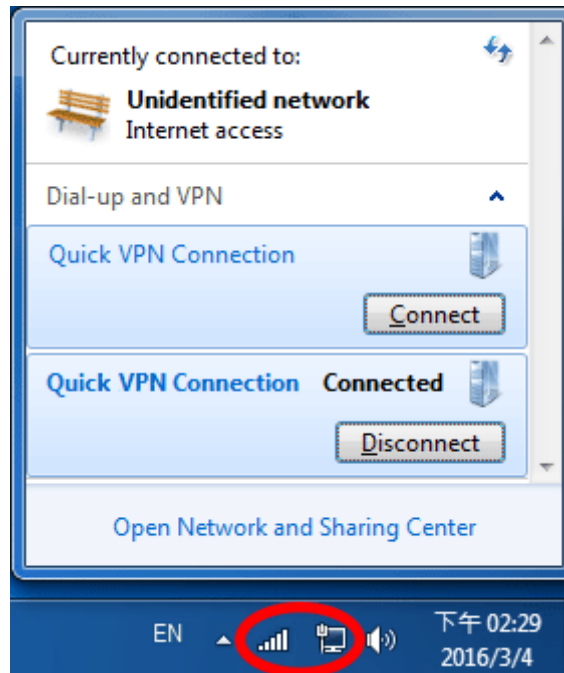 Currently connected to:
Unidentified network
Internet access
Dial-up and VPN
Quick VPN Connection
Connect
Quick VPN Connection Connected
Disconnect
Open Network and Sharing Center
EN
下午 02:29
2016/3/4